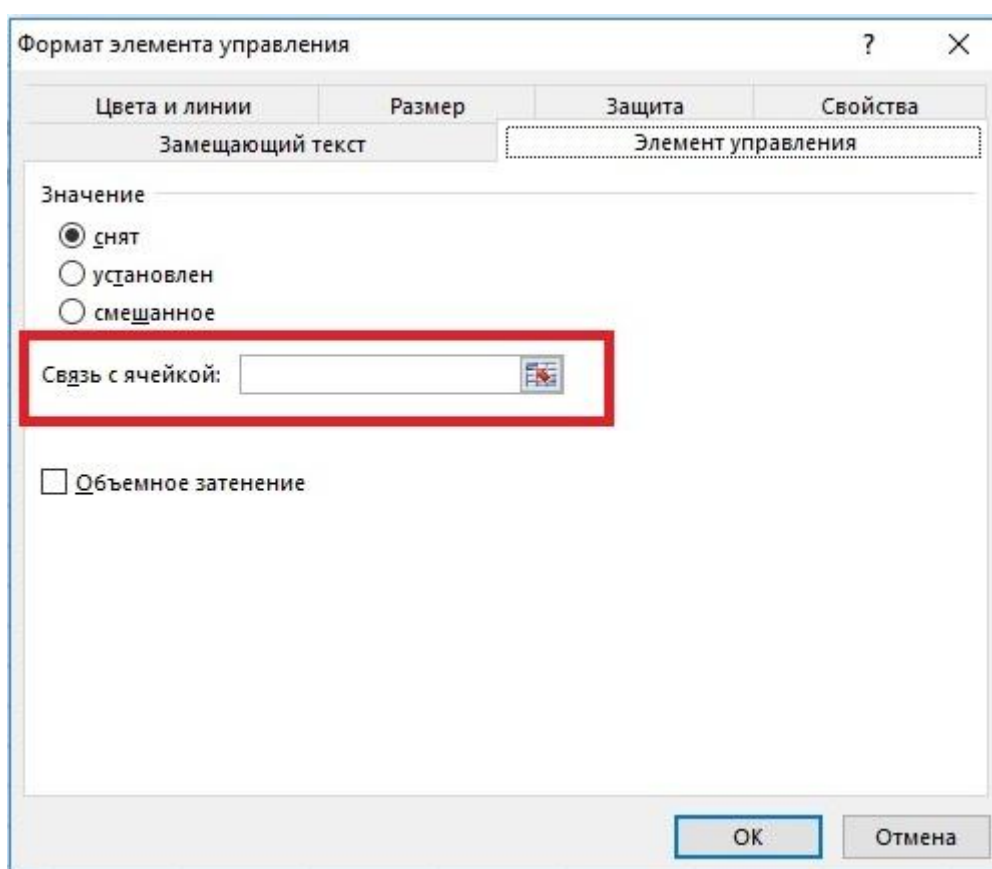 Формат элемента управления ?
Цвета и линии Размер Защита Свойства
Замещающий текст Элемент управления
Значение
снят
установлен
смешанное
Связь с ячейкой:
Объемное затенение
ОК Отмена